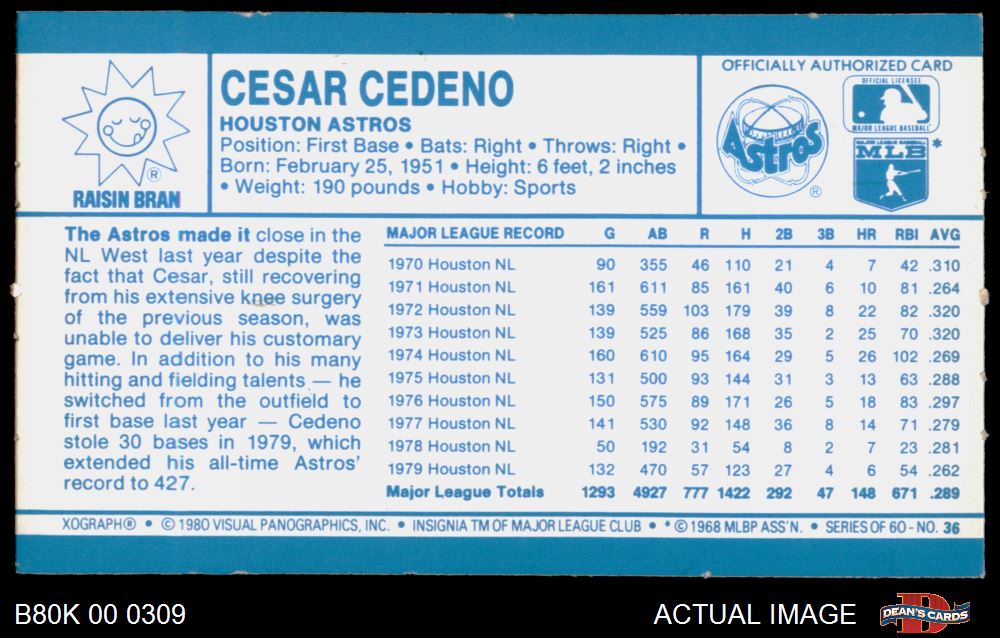 RAISIN BRAN
®
CESAR CEDENO
HOUSTON ASTROS
Position: First Base • Bats: Right • Throws: Right •
Born: February 25, 1951 • Height: 6 feet, 2 inches
• Weight: 190 pounds • Hobby: Sports
OFFICIALLY AUTHORIZED CARD
Astros
®
OFFICIAL LICENSEE
MAJOR LEAGUE BASEBALL
MAJOR LEAGUE BASEBALL
MLB *
The Astros made it close in the
NL West last year despite the
fact that Cesar, still recovering
from his extensive knee surgery
of the previous season, was
unable to deliver his customary
game. In addition to his many
hitting and fielding talents — he
switched from the outfield to
first base last year — Cedeno
stole 30 bases in 1979, which
extended his all-time Astros'
record to 427.
MAJOR LEAGUE RECORD G AB R H 2B 3B HR RBI AVG
1970 Houston NL 90 355 46 110 21 4 7 42 .310
1971 Houston NL 161 611 85 161 40 6 10 81 .264
1972 Houston NL 139 559 103 179 39 8 22 82 .320
1973 Houston NL 139 525 86 168 35 2 25 70 .320
1974 Houston NL 160 610 95 164 29 5 26 102 .269
1975 Houston NL 131 500 93 144 31 3 13 63 .288
1976 Houston NL 150 575 89 171 26 5 18 83 .297
1977 Houston NL 141 530 92 148 36 8 14 71 .279
1978 Houston NL 50 192 31 54 8 2 7 23 .281
1979 Houston NL 132 470 57 123 27 4 6 54 .262
Major League Totals 1293 4927 777 1422 292 47 148 671 .289
XOGRAPH® • © 1980 VISUAL PANOGRAPHICS, INC. • INSIGNIA TM OF MAJOR LEAGUE CLUB • * © 1968 MLBP ASS'N. • SERIES OF 60 - NO. 36
B80K 00 0309
ACTUAL IMAGE
DEAN'S CARDS